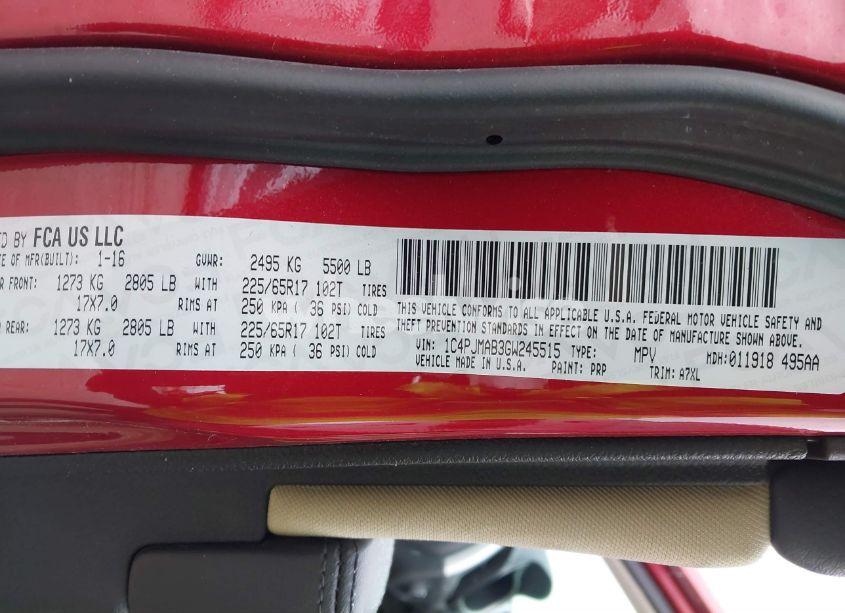 FD BY FCA US LLC
TE OF MFR(BUILT): 1-16 GVWR: 2495 KG 5500 LB
R FRONT: 1273 KG 2805 LB WITH 225/65R17 102T TIRES
17X7.0 RIMS AT 250 KPA ( 36 PSI) COLD
REAR: 1273 KG 2805 LB WITH 225/65R17 102T TIRES
17X7.0 RIMS AT 250 KPA ( 36 PSI) COLD
THIS VEHICLE CONFORMS TO ALL APPLICABLE U.S.A. FEDERAL MOTOR VEHICLE SAFETY AND
THEFT PREVENTION STANDARDS IN EFFECT ON THE DATE OF MANUFACTURE SHOWN ABOVE.
VIN: 1C4PJMAB3GW245515 TYPE: MPV MDH: 011918 495AA
VEHICLE MADE IN U.S.A. PAINT: PRP TRIM: A7XL